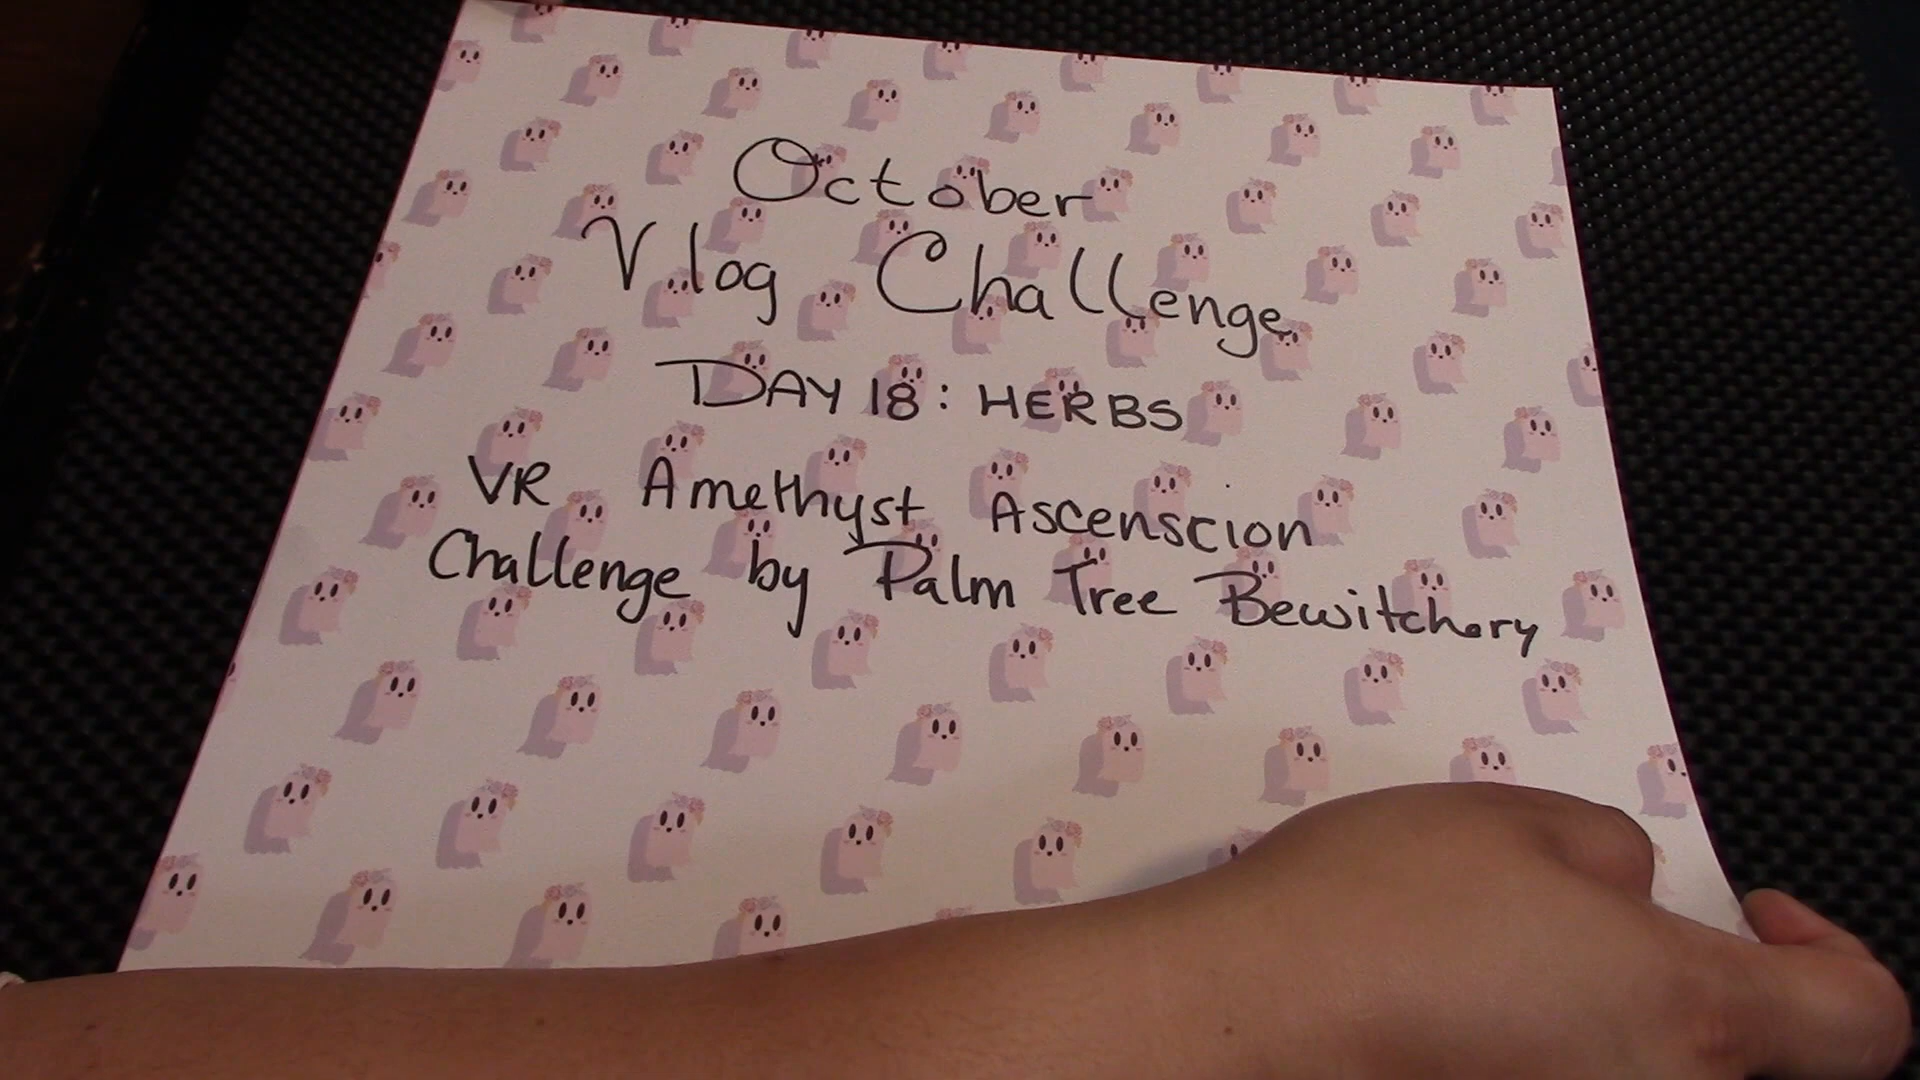 October
Vlog Challenge
DAY 18: HERBS
VR Amethyst Ascenscion
Challenge by Palm Tree Bewitchery